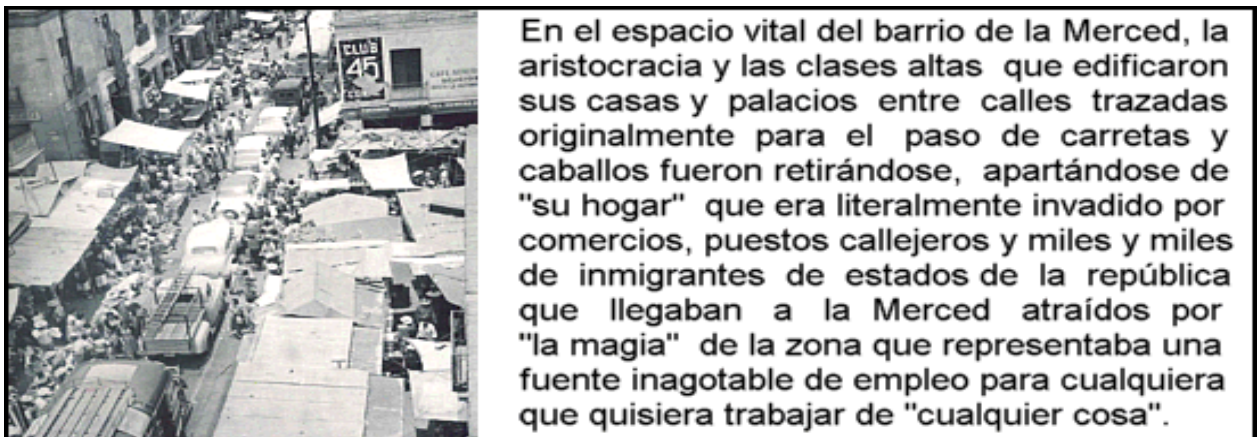 CLUB
45
En el espacio vital del barrio de la Merced, la
aristocracia y las clases altas que edificaron
sus casas y palacios entre calles trazadas
originalmente para el paso de carretas y
caballos fueron retirándose, apartándose de
"su hogar" que era literalmente invadido por
comercios, puestos callejeros y miles y miles
de inmigrantes de estados de la república
que llegaban a la Merced atraídos por
"la magia" de la zona que representaba una
fuente inagotable de empleo para cualquiera
que quisiera trabajar de "cualquier cosa".